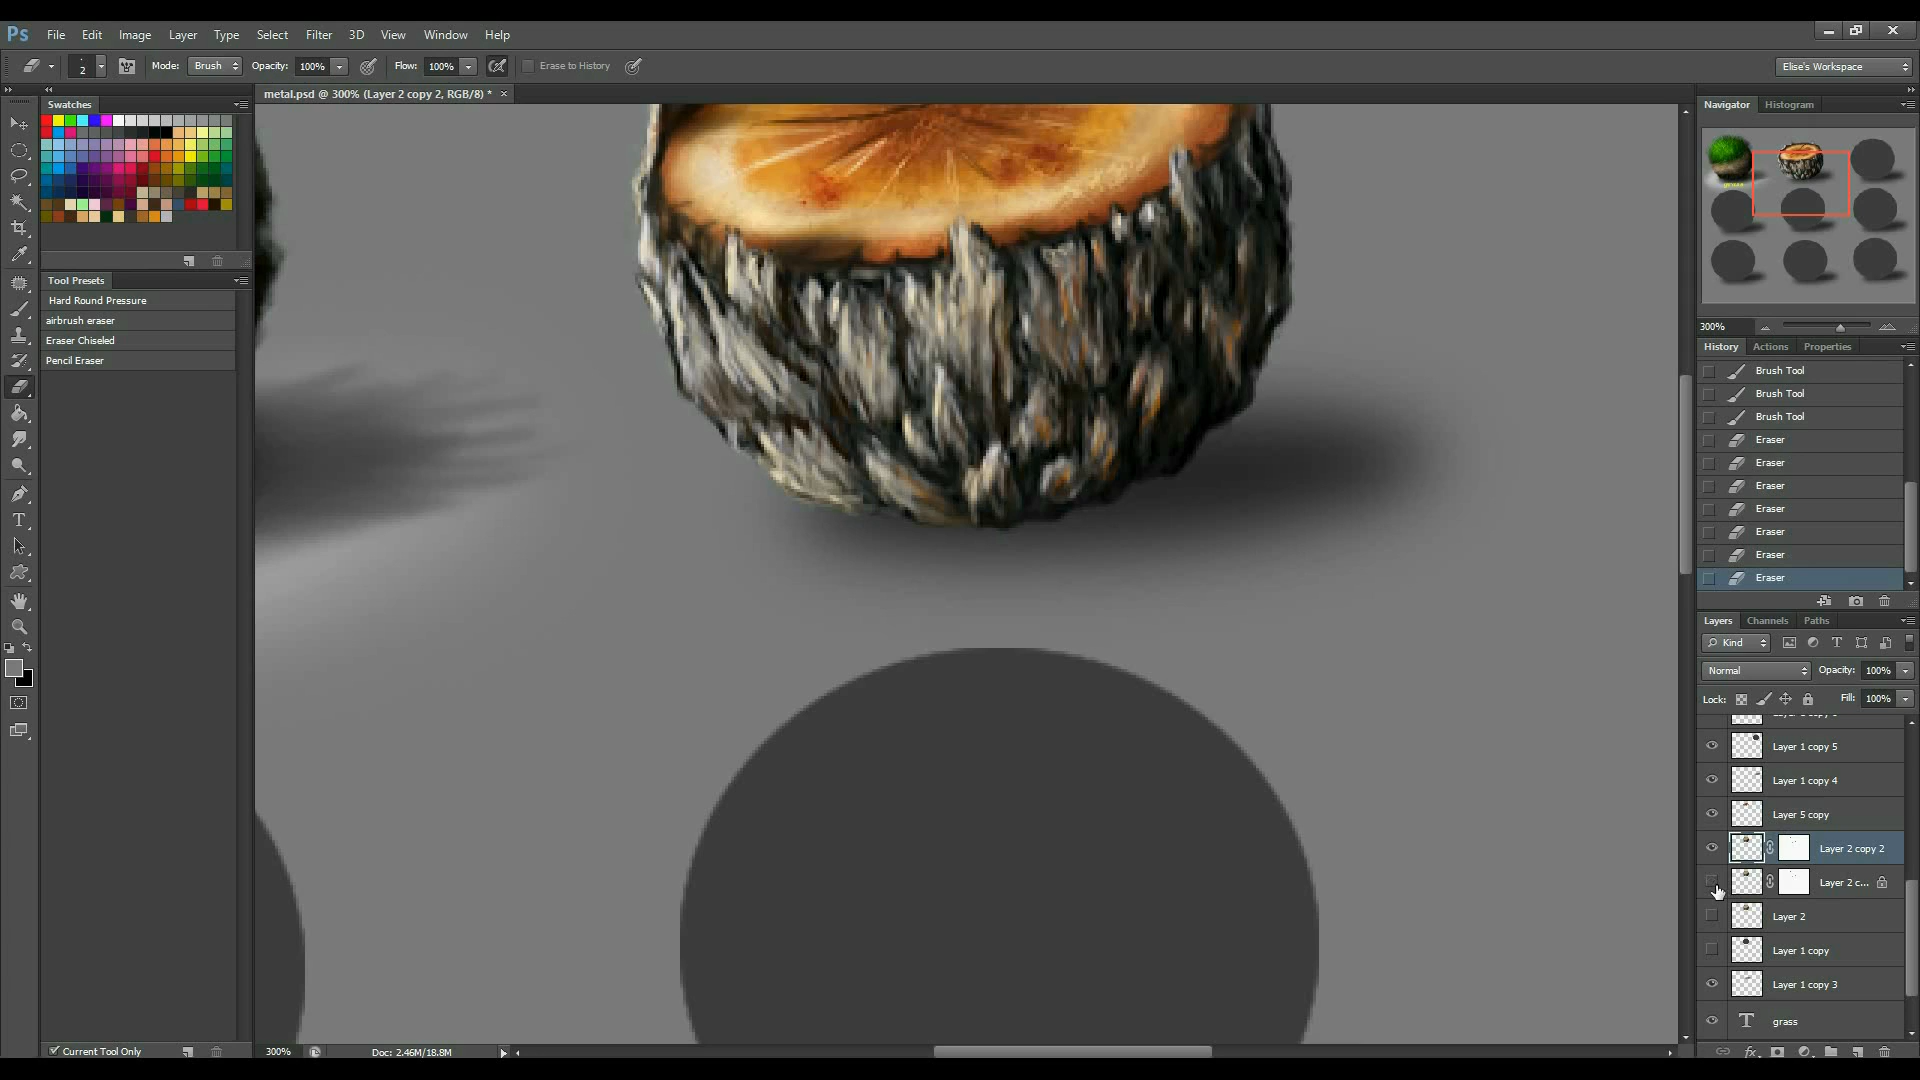 Ps File Edit Image Layer Type Select Filter 3D View Window Help
2 Mode: Brush Opacity: 100% Flow: 100% Erase to History Elise's Workspace
metal.psd @ 300% (Layer 2 copy 2, RGB/8) * ×
Swatches
Tool Presets
Hard Round Pressure
airbrush eraser
Eraser Chiseled
Pencil Eraser
Current Tool Only
300% Doc: 2.46M/18.8M
Navigator Histogram
grass
300%
History Actions Properties
Brush Tool
Brush Tool
Brush Tool
Eraser
Eraser
Eraser
Eraser
Eraser
Eraser
Eraser
Layers Channels Paths
Kind
Normal Opacity: 100%
Lock: Fill: 100%
Layer 1 copy 5
Layer 1 copy 4
Layer 5 copy
Layer 2 copy 2
Layer 2 c...
Layer 2
Layer 1 copy
Layer 1 copy 3
T grass